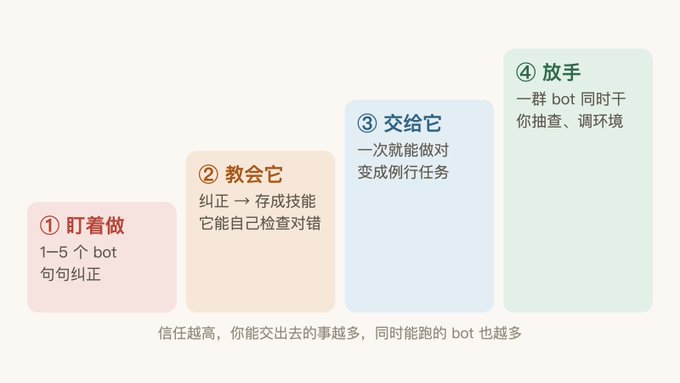 ① 盯着做
1—5 个 bot
句句纠正
② 教会它
纠正 → 存成技能
它能自己检查对错
③ 交给它
一次就能做对
变成例行任务
④ 放手
一群 bot 同时干
你抽查、调环境
信任越高，你能交出去的事越多，同时能跑的 bot 也越多